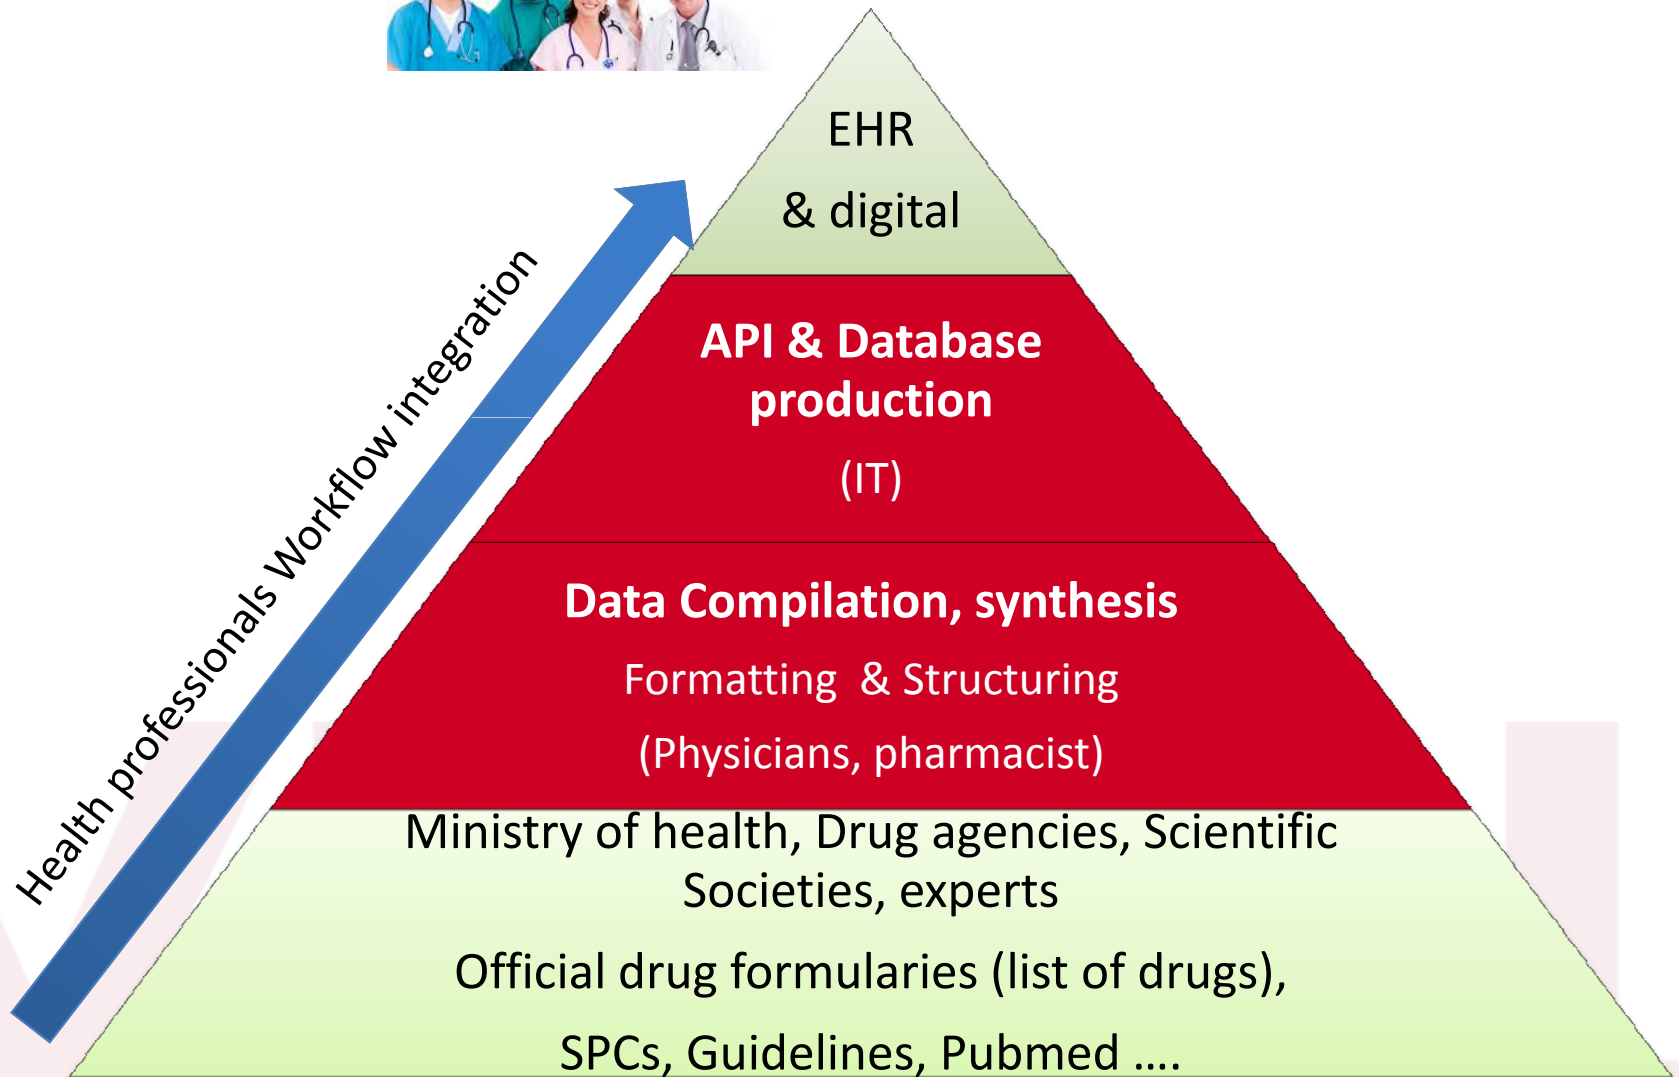 EHR
& digital
API & Database
production
(IT)
Data Compilation, synthesis
Formatting & Structuring
(Physicians, pharmacist)
Ministry of health, Drug agencies, Scientific
Societies, experts
Official drug formularies (list of drugs),
SPCs, Guidelines, Pubmed ....
Health professionals Workflow integration